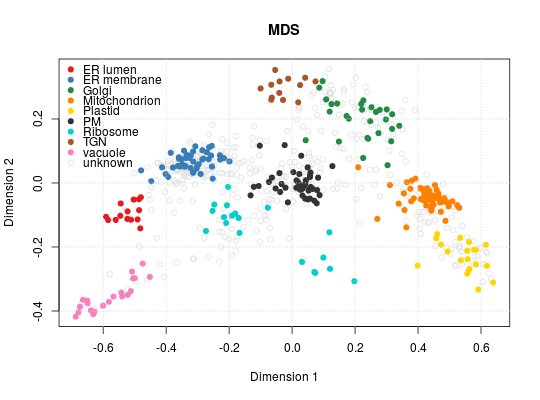 MDS
ER lumen
ER membrane
Golgi
Mitochondrion
Plastid
PM
Ribosome
TGN
vacuole
unknown
Dimension 2
0.2
0.0
-0.2
-0.4
-0.6 -0.4 -0.2 0.0 0.2 0.4 0.6
Dimension 1